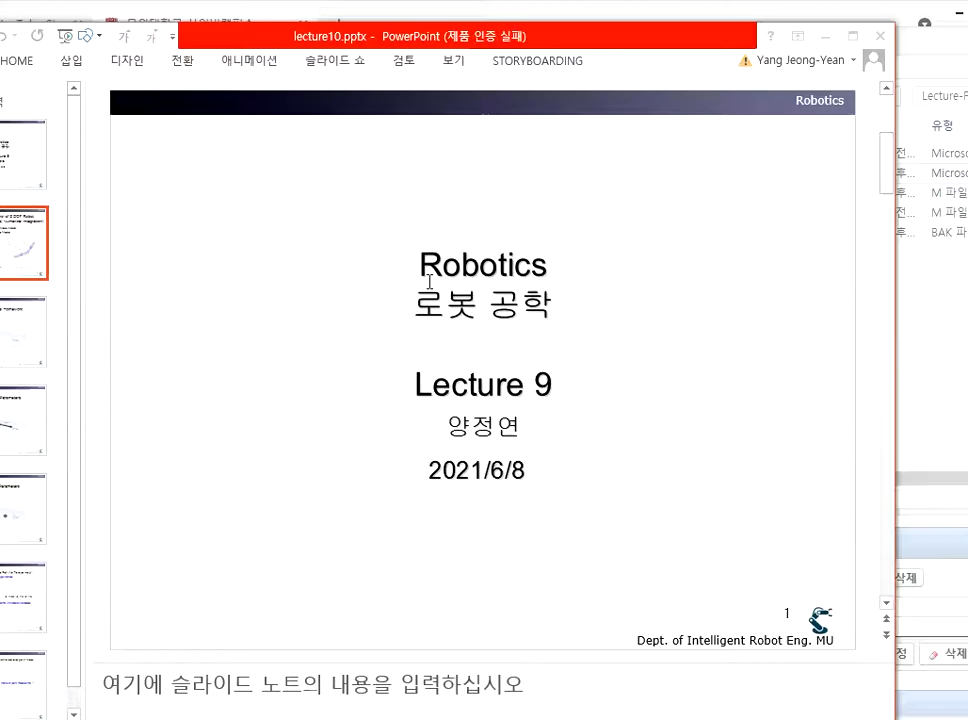 lecture10.pptx - PowerPoint (제품 인증 실패)
HOME 삽입 디자인 전환 애니메이션 슬라이드 쇼 검토 보기 STORYBOARDING
Yang Jeong-Yean
Robotics
Robotics
로봇 공학
Lecture 9
양정연
2021/6/8
1
Dept. of Intelligent Robot Eng. MU
여기에 슬라이드 노트의 내용을 입력하십시오
유형
M 파일
M 파일
삭제
삭제